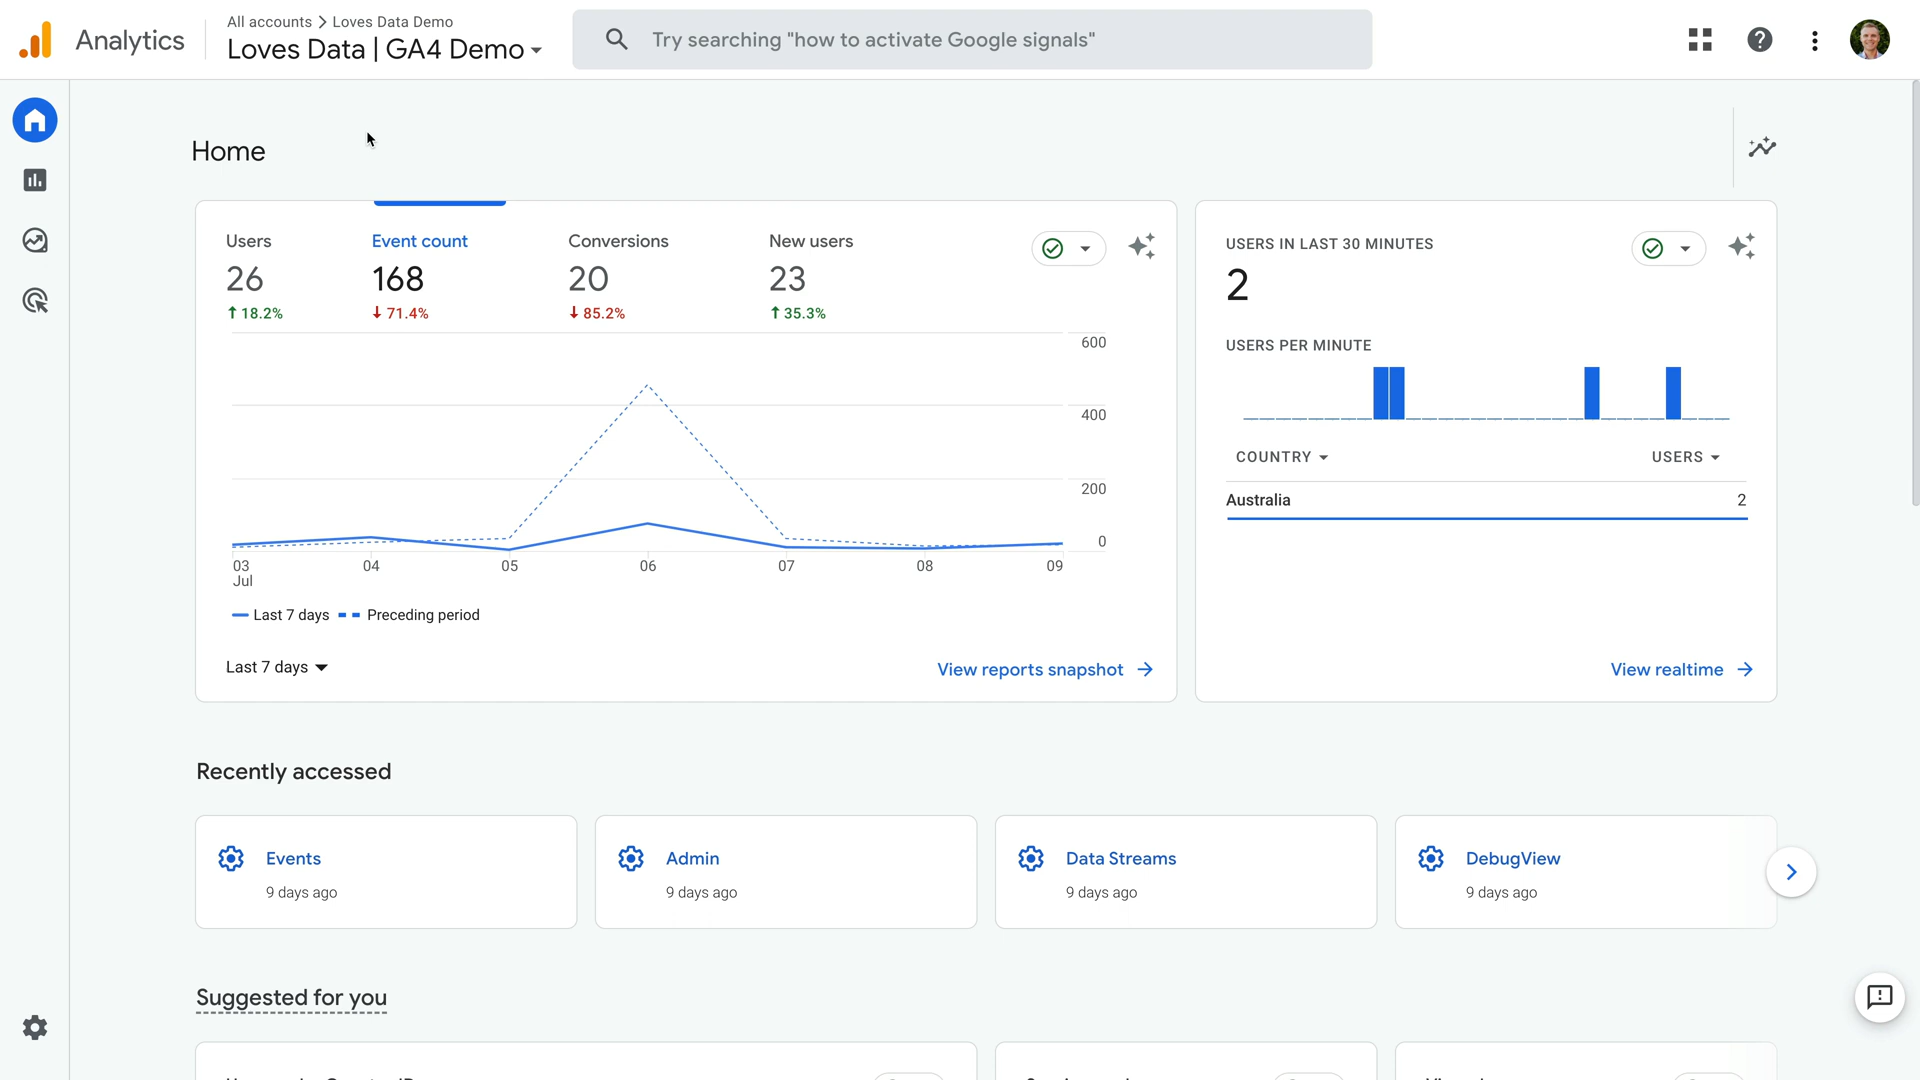 Analytics
All accounts > Loves Data Demo
Loves Data | GA4 Demo
Try searching "how to activate Google signals"
Home
Users
26
18.2%
Event count
168
71.4%
Conversions
20
85.2%
New users
23
35.3%
600
400
200
0
03
Jul
04
05
06
07
08
09
Last 7 days
Preceding period
Last 7 days
View reports snapshot
USERS IN LAST 30 MINUTES
2
USERS PER MINUTE
COUNTRY
USERS
Australia
2
View realtime
Recently accessed
Events
9 days ago
Admin
9 days ago
Data Streams
9 days ago
DebugView
9 days ago
Suggested for you